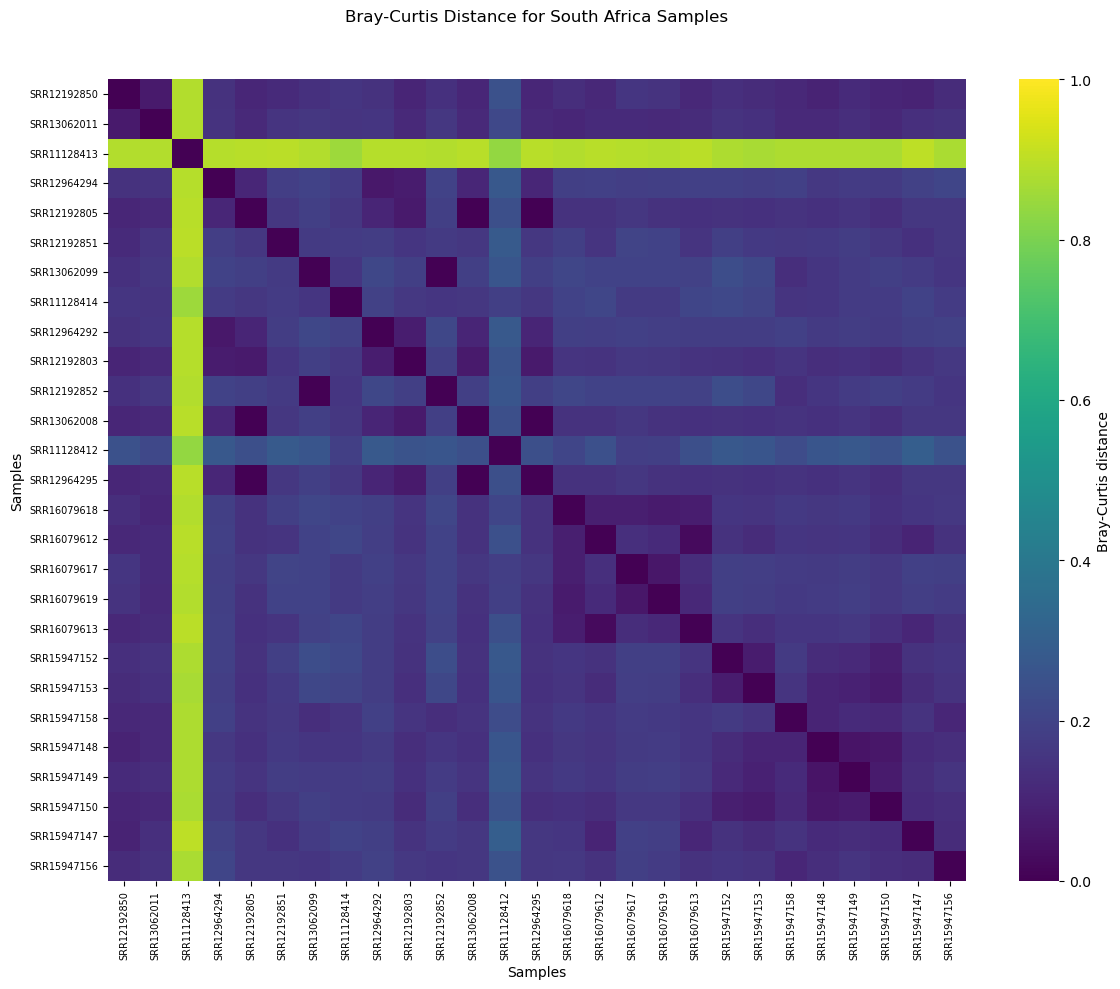 Bray-Curtis Distance for South Africa Samples
SRR12192850
SRR13062011
SRR11128413
SRR12964294
SRR12192805
SRR12192851
SRR13062099
SRR11128414
SRR12964292
SRR12192803
SRR12192852
SRR13062008
SRR11128412
SRR12964295
SRR16079618
SRR16079612
SRR16079617
SRR16079619
SRR16079613
SRR15947152
SRR15947153
SRR15947158
SRR15947148
SRR15947149
SRR15947150
SRR15947147
SRR15947156
Samples
SRR12192850
SRR13062011
SRR11128413
SRR12964294
SRR12192805
SRR12192851
SRR13062099
SRR11128414
SRR12964292
SRR12192803
SRR12192852
SRR13062008
SRR11128412
SRR12964295
SRR16079618
SRR16079612
SRR16079617
SRR16079619
SRR16079613
SRR15947152
SRR15947153
SRR15947158
SRR15947148
SRR15947149
SRR15947150
SRR15947147
SRR15947156
Samples
1.0
0.8
0.6
0.4
0.2
0.0
Bray-Curtis distance